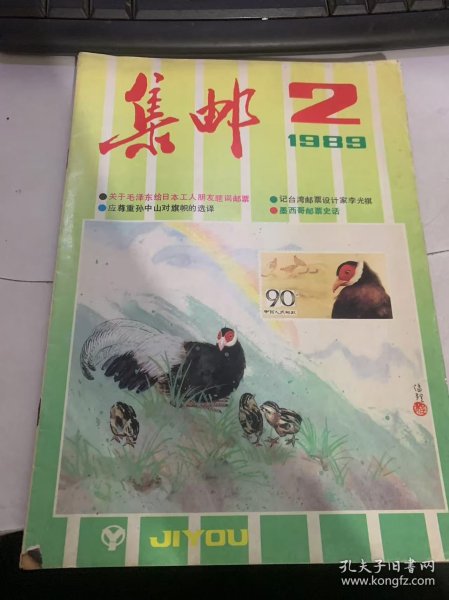 集邮 2
1989
●关于毛泽东给日本工人朋友题词邮票
●记台湾邮票设计家李光祺
●应尊重孙中山对旗帜的选择
●墨西哥邮票史话
90
中国人民邮政
JIYOU
孔夫子旧书网
www.kongfz.com